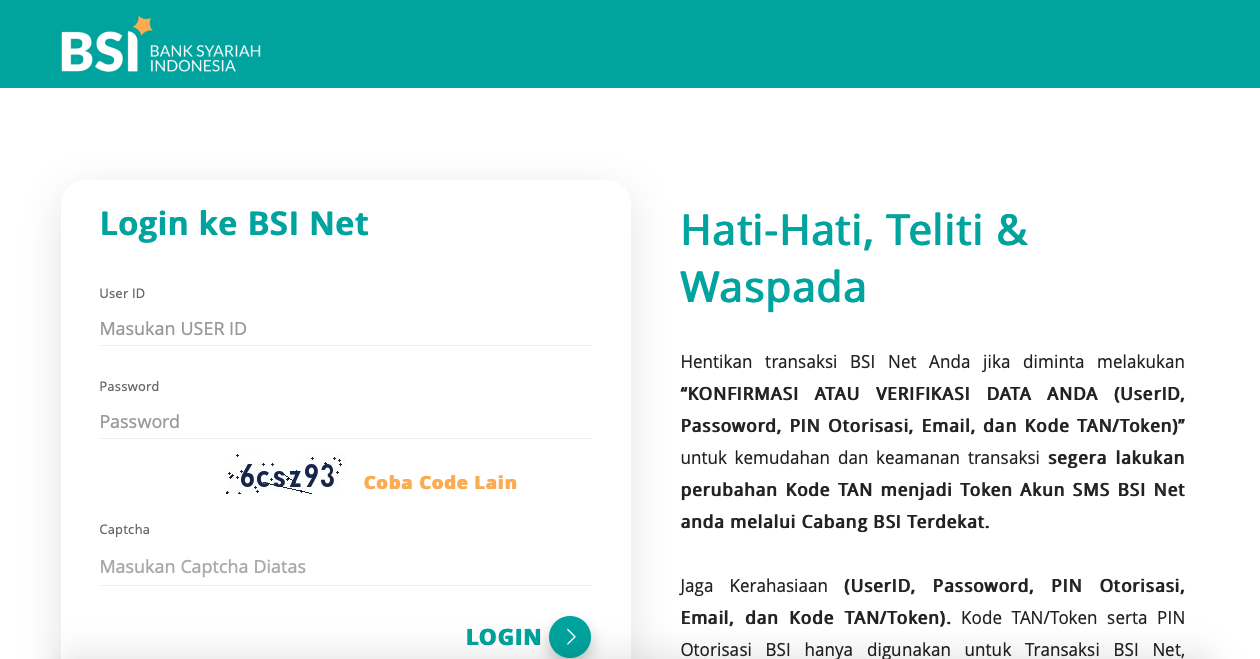 BSI BANK SYARIAH
INDONESIA
Login ke BSI Net
User ID
Masukan USER ID
Password
Password
6csz93 Coba Code Lain
Captcha
Masukan Captcha Diatas
LOGIN
Hati-Hati, Teliti &
Waspada
Hentikan transaksi BSI Net Anda jika diminta melakukan
“KONFIRMASI ATAU VERIFIKASI DATA ANDA (UserID,
Passoword, PIN Otorisasi, Email, dan Kode TAN/Token)”
untuk kemudahan dan keamanan transaksi segera lakukan
perubahan Kode TAN menjadi Token Akun SMS BSI Net
anda melalui Cabang BSI Terdekat.
Jaga Kerahasiaan (UserID, Passoword, PIN Otorisasi,
Email, dan Kode TAN/Token). Kode TAN/Token serta PIN
Otorisasi BSI hanya digunakan untuk Transaksi BSI Net,